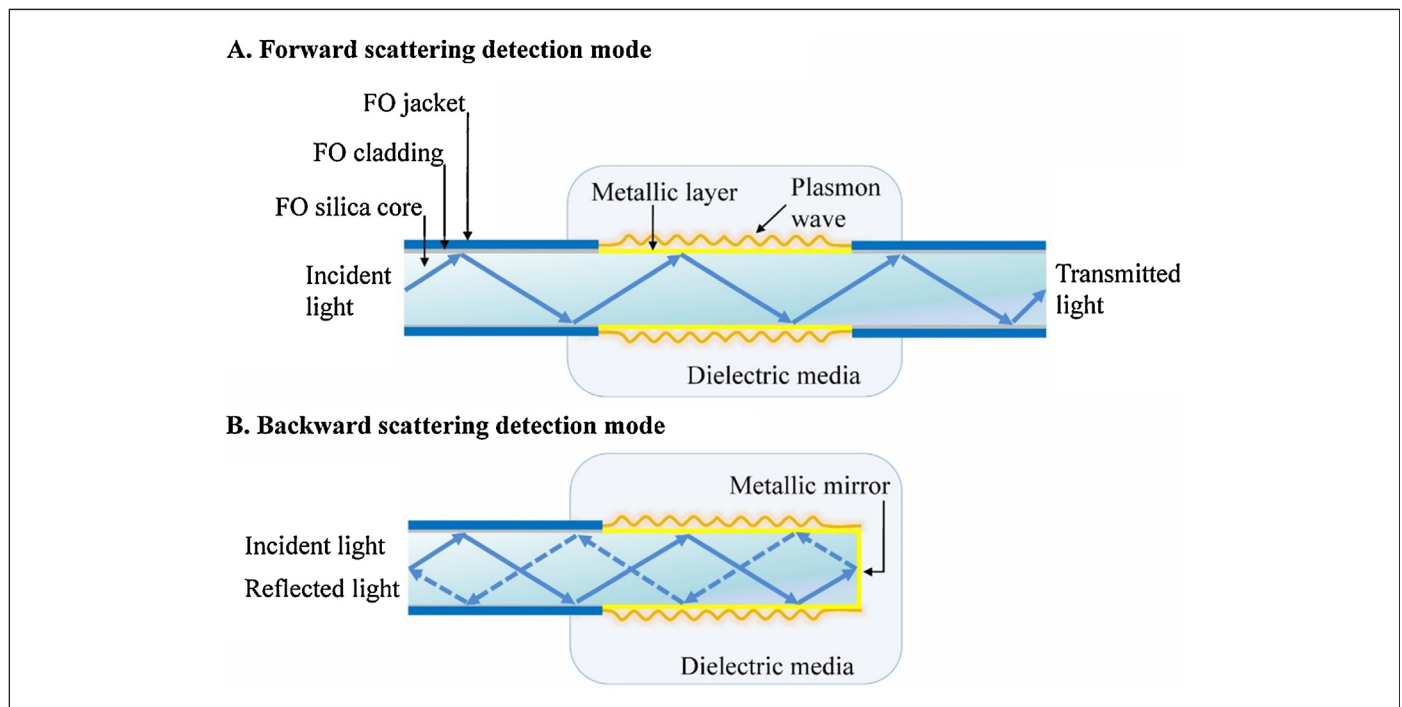 A. Forward scattering detection mode
FO jacket
FO cladding
FO silica core
Metallic layer
Plasmon
wave
Incident
light
Transmitted
light
Dielectric media
B. Backward scattering detection mode
Metallic mirror
Incident light
Reflected light
Dielectric media